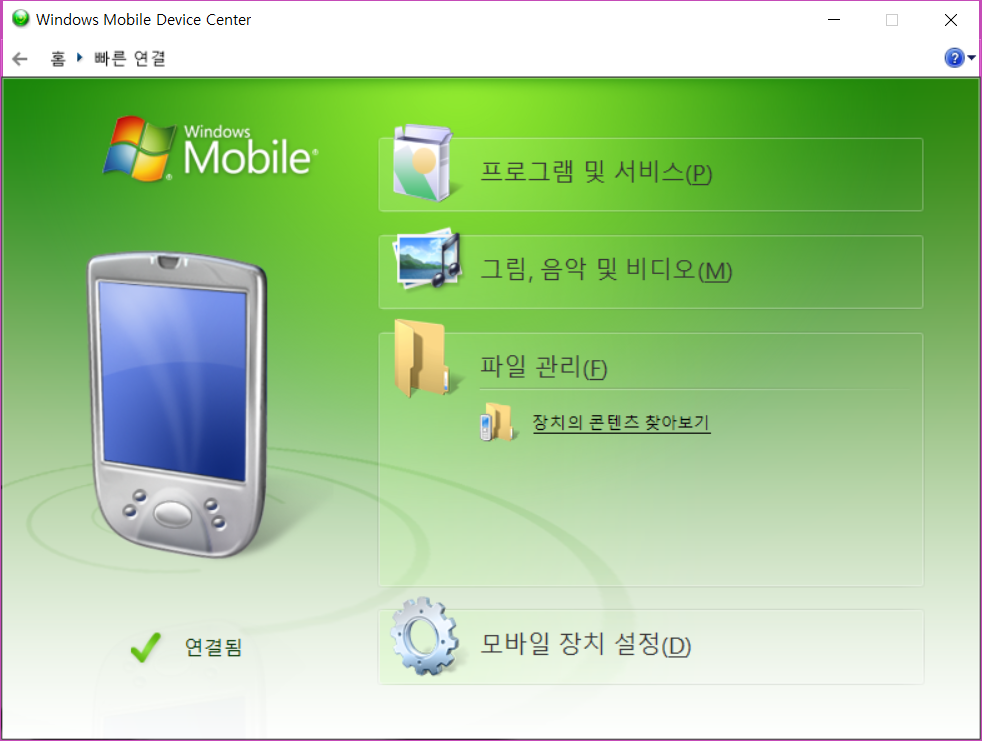 Windows Mobile Device Center
홈 빠른 연결
Windows
Mobile®
프로그램 및 서비스(P)
그림, 음악 및 비디오(M)
파일 관리(F)
장치의 콘텐츠 찾아보기
연결됨
모바일 장치 설정(D)